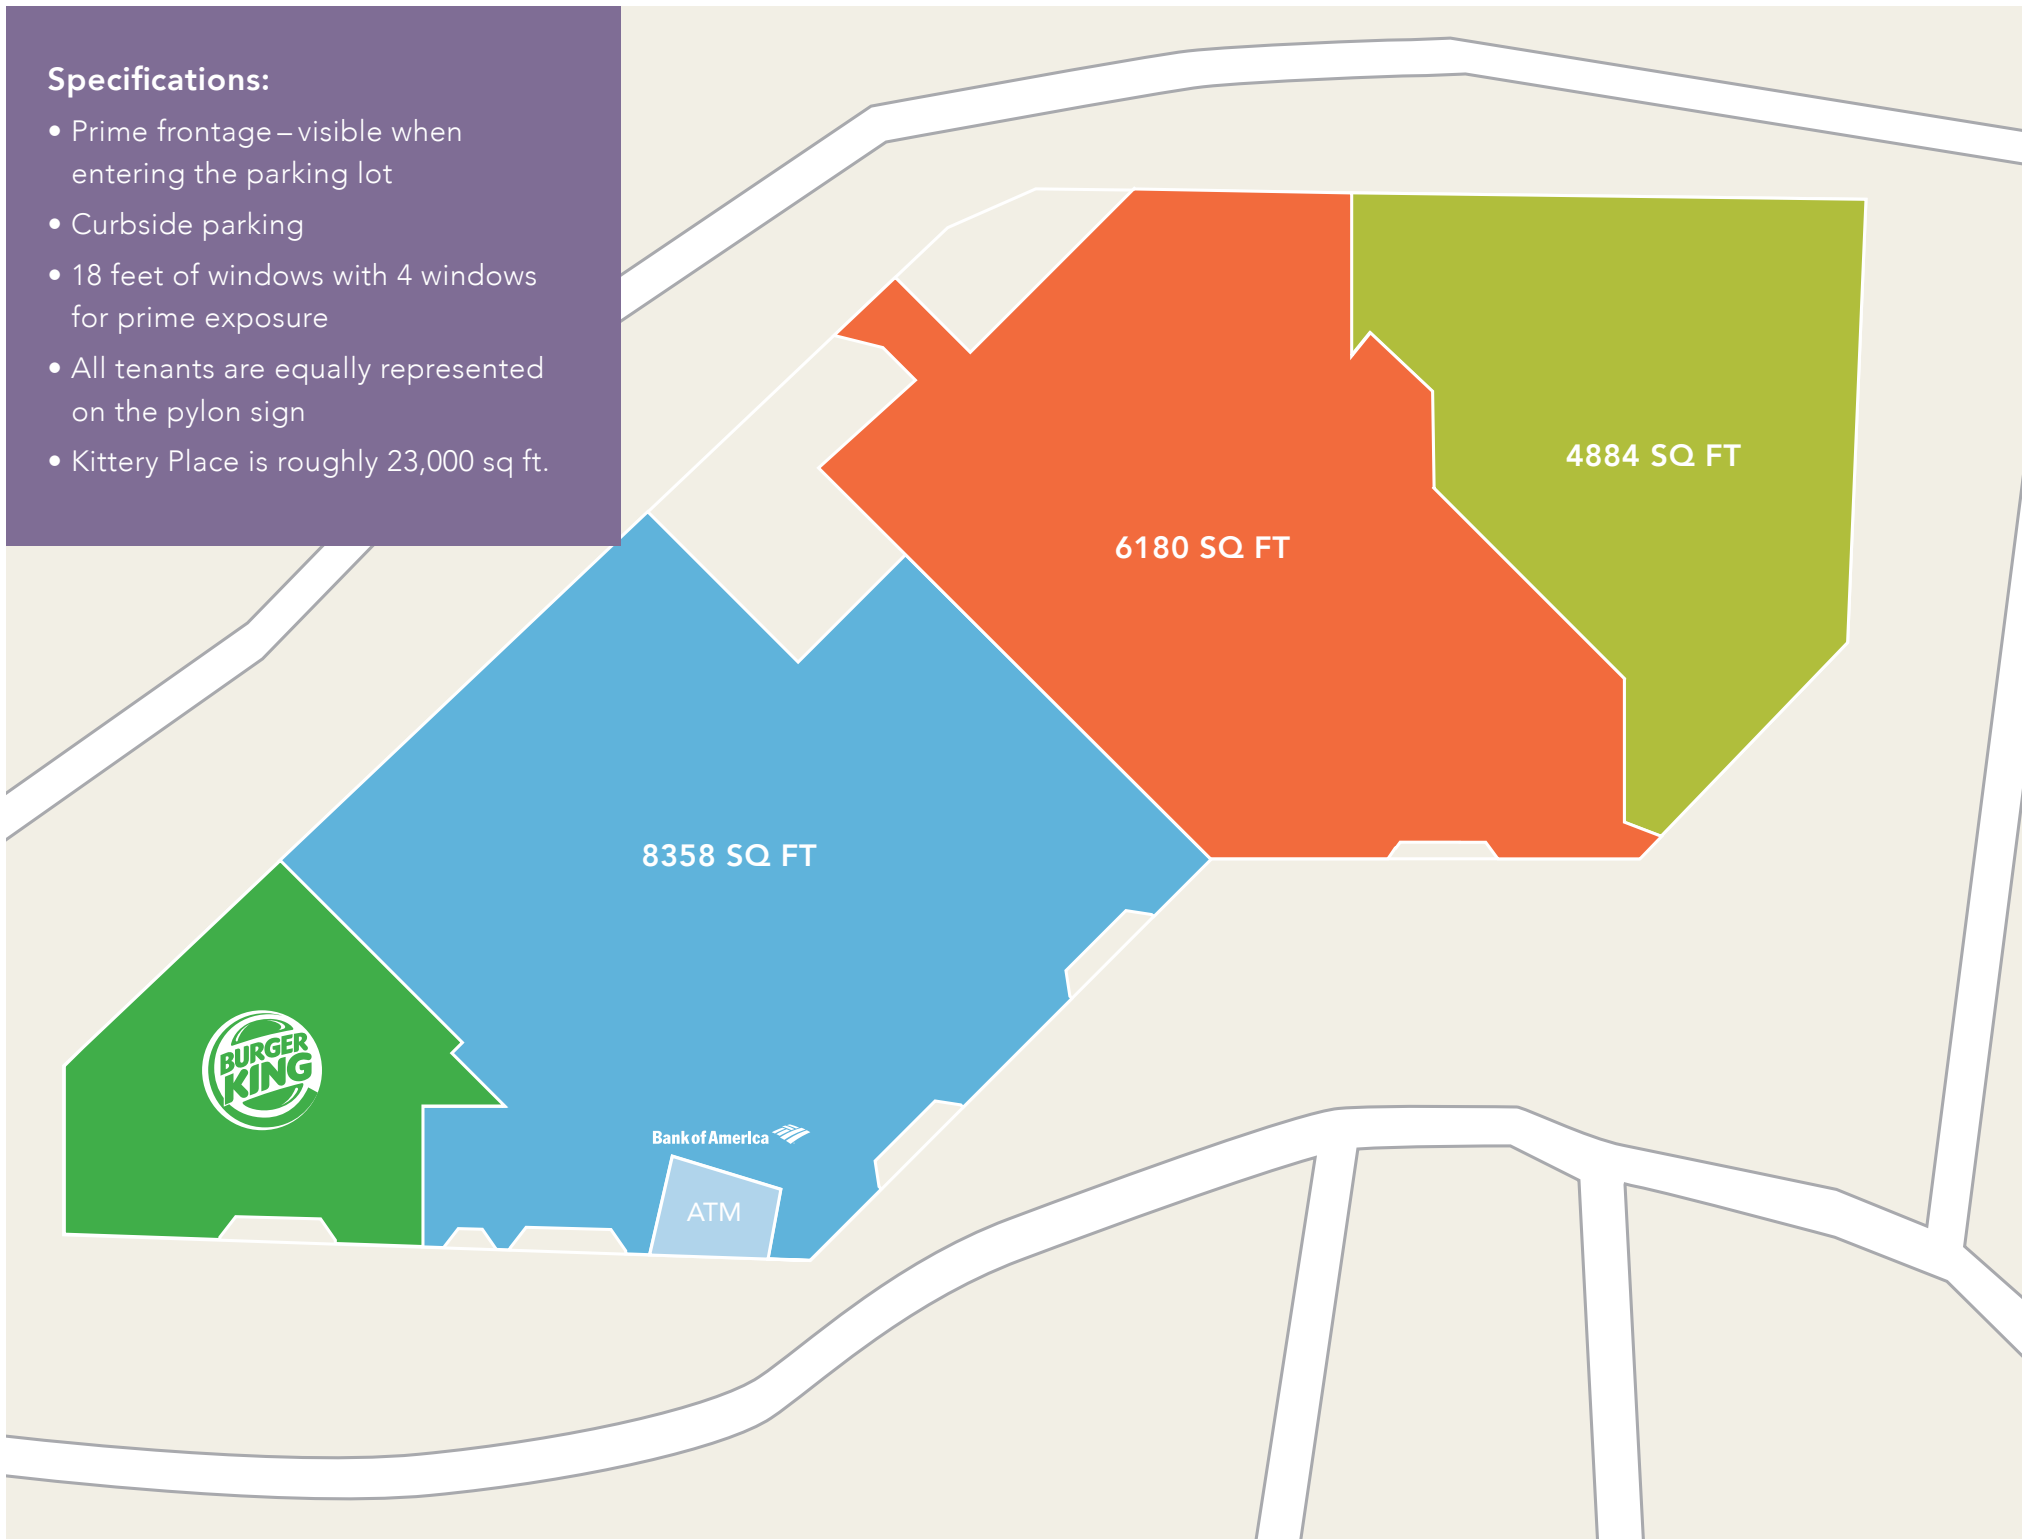 Specifications:
• Prime frontage – visible when
entering the parking lot
• Curbside parking
• 18 feet of windows with 4 windows
for prime exposure
• All tenants are equally represented
on the pylon sign
• Kittery Place is roughly 23,000 sq ft.
4884 SQ FT
6180 SQ FT
8358 SQ FT
BURGER
KING
Bank of America
ATM